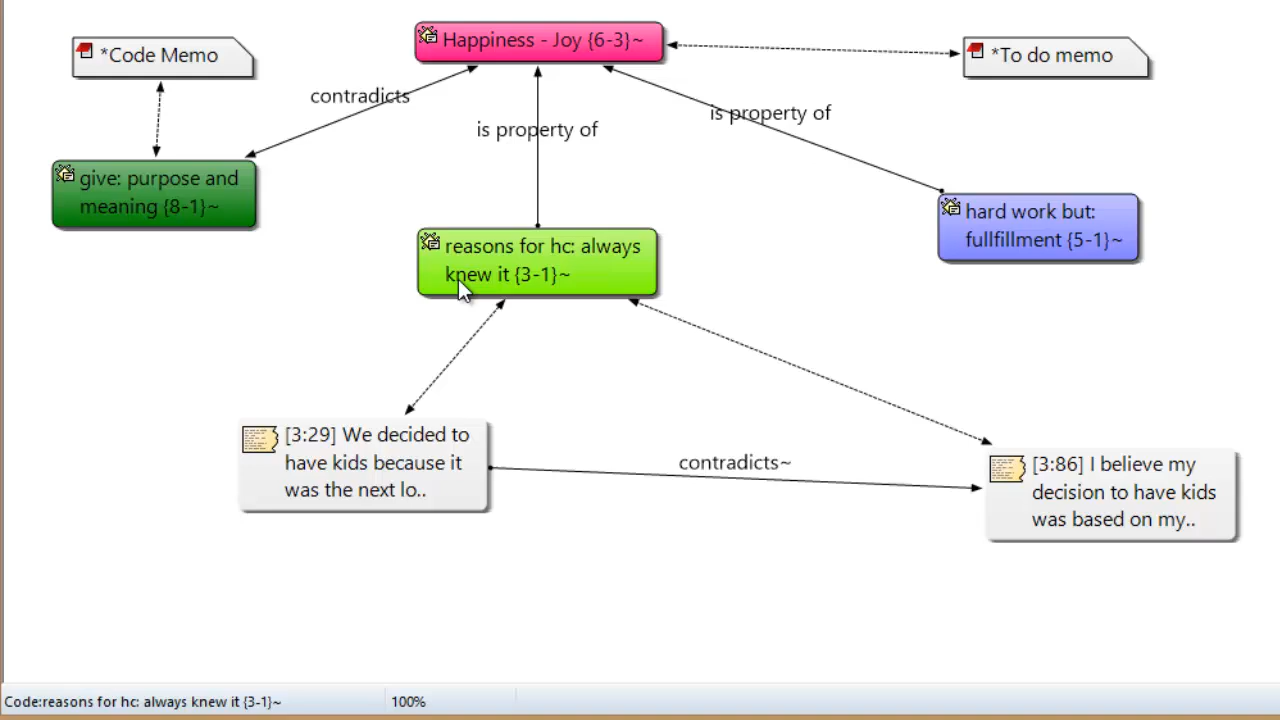 *Code Memo
Happiness - Joy {6-3}~
*To do memo
contradicts
is property of
is property of
give: purpose and
meaning {8-1}~
hard work but:
fullfillment {5-1}~
reasons for hc: always
knew it {3-1}~
[3:29] We decided to
have kids because it
was the next lo..
contradicts~
[3:86] I believe my
decision to have kids
was based on my..
Code:reasons for hc: always knew it {3-1}~
100%